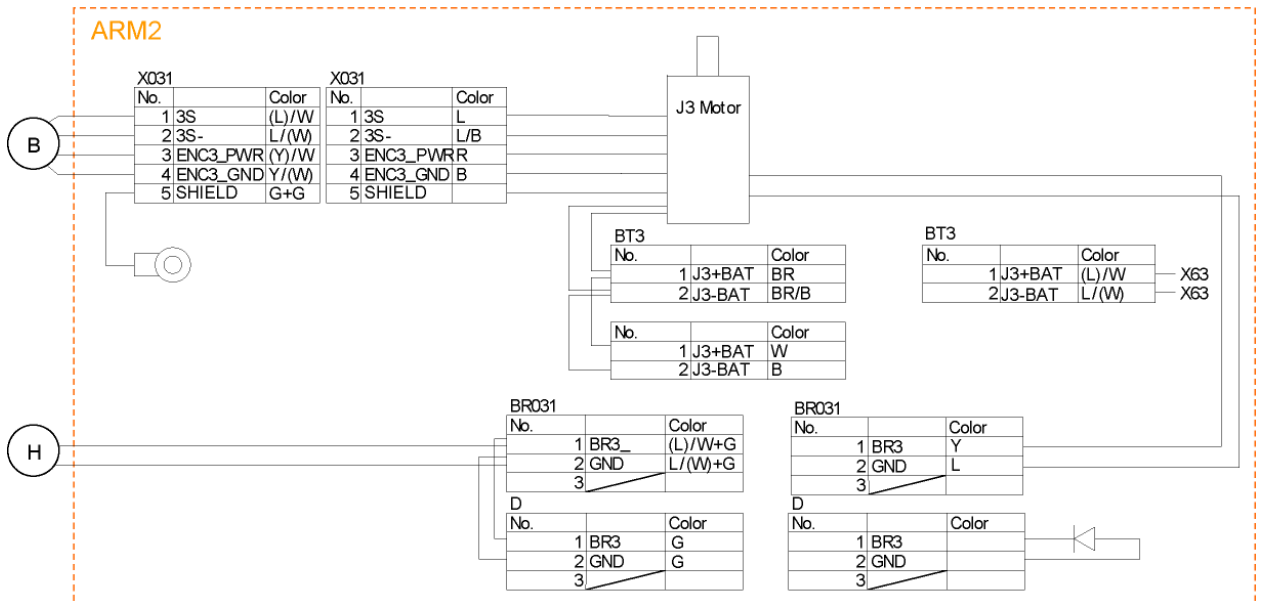 ARM2
X031
No. Color
1 3S (L)/W
2 3S- L/(W)
3 ENC3_PWR (Y)/W
4 ENC3_GND Y/(W)
5 SHIELD G+G
X031
No. Color
1 3S L
2 3S- L/B
3 ENC3_PWR R
4 ENC3_GND B
5 SHIELD
J3 Motor
B
BT3
No. Color
1 J3+BAT BR
2 J3-BAT BR/B
BT3
No. Color
1 J3+BAT (L)/W X63
2 J3-BAT L/(W) X63
No. Color
1 J3+BAT W
2 J3-BAT B
H
BR031
No. Color
1 BR3_ (L)/W+G
2 GND L/(W)+G
3
BR031
No. Color
1 BR3 Y
2 GND L
3
D
No. Color
1 BR3 G
2 GND G
3
D
No. Color
1 BR3
2 GND
3